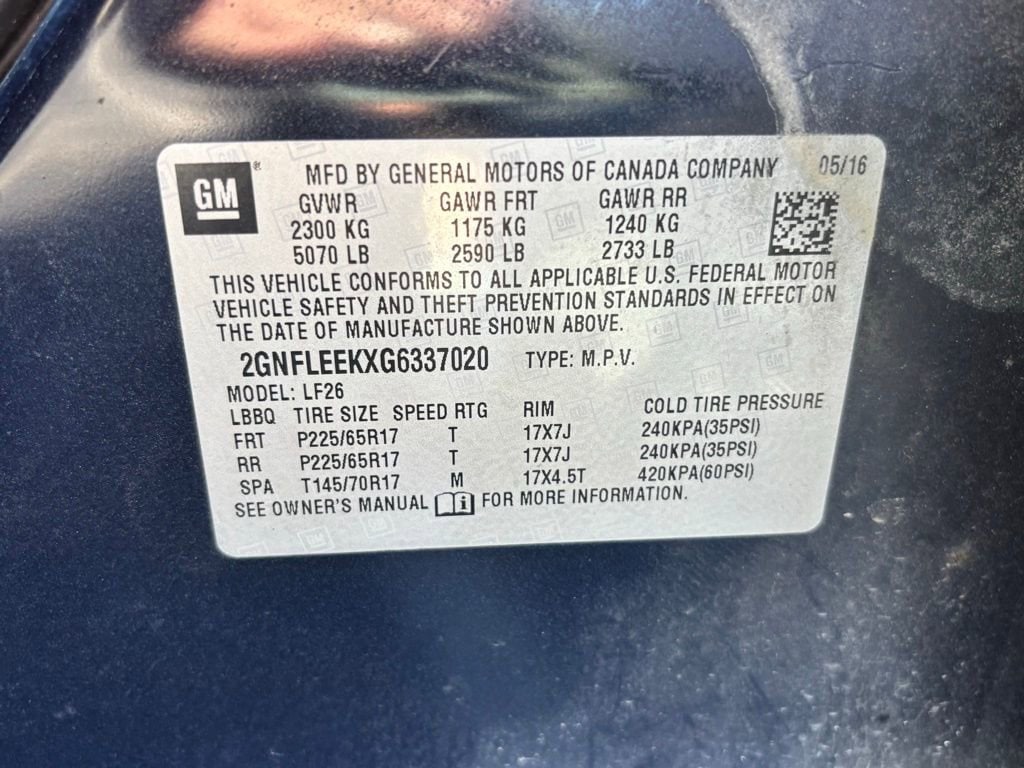 GM ® MFD BY GENERAL MOTORS OF CANADA COMPANY 05/16
GVWR GAWR FRT GAWR RR
2300 KG 1175 KG 1240 KG
5070 LB 2590 LB 2733 LB
THIS VEHICLE CONFORMS TO ALL APPLICABLE U.S. FEDERAL MOTOR
VEHICLE SAFETY AND THEFT PREVENTION STANDARDS IN EFFECT ON
THE DATE OF MANUFACTURE SHOWN ABOVE.
2GNFLEEKXG6337020 TYPE: M.P.V.
MODEL: LF26
LBBQ TIRE SIZE SPEED RTG RIM COLD TIRE PRESSURE
FRT P225/65R17 T 17X7J 240KPA(35PSI)
RR P225/65R17 T 17X7J 240KPA(35PSI)
SPA T145/70R17 M 17X4.5T 420KPA(60PSI)
SEE OWNER'S MANUAL i FOR MORE INFORMATION.